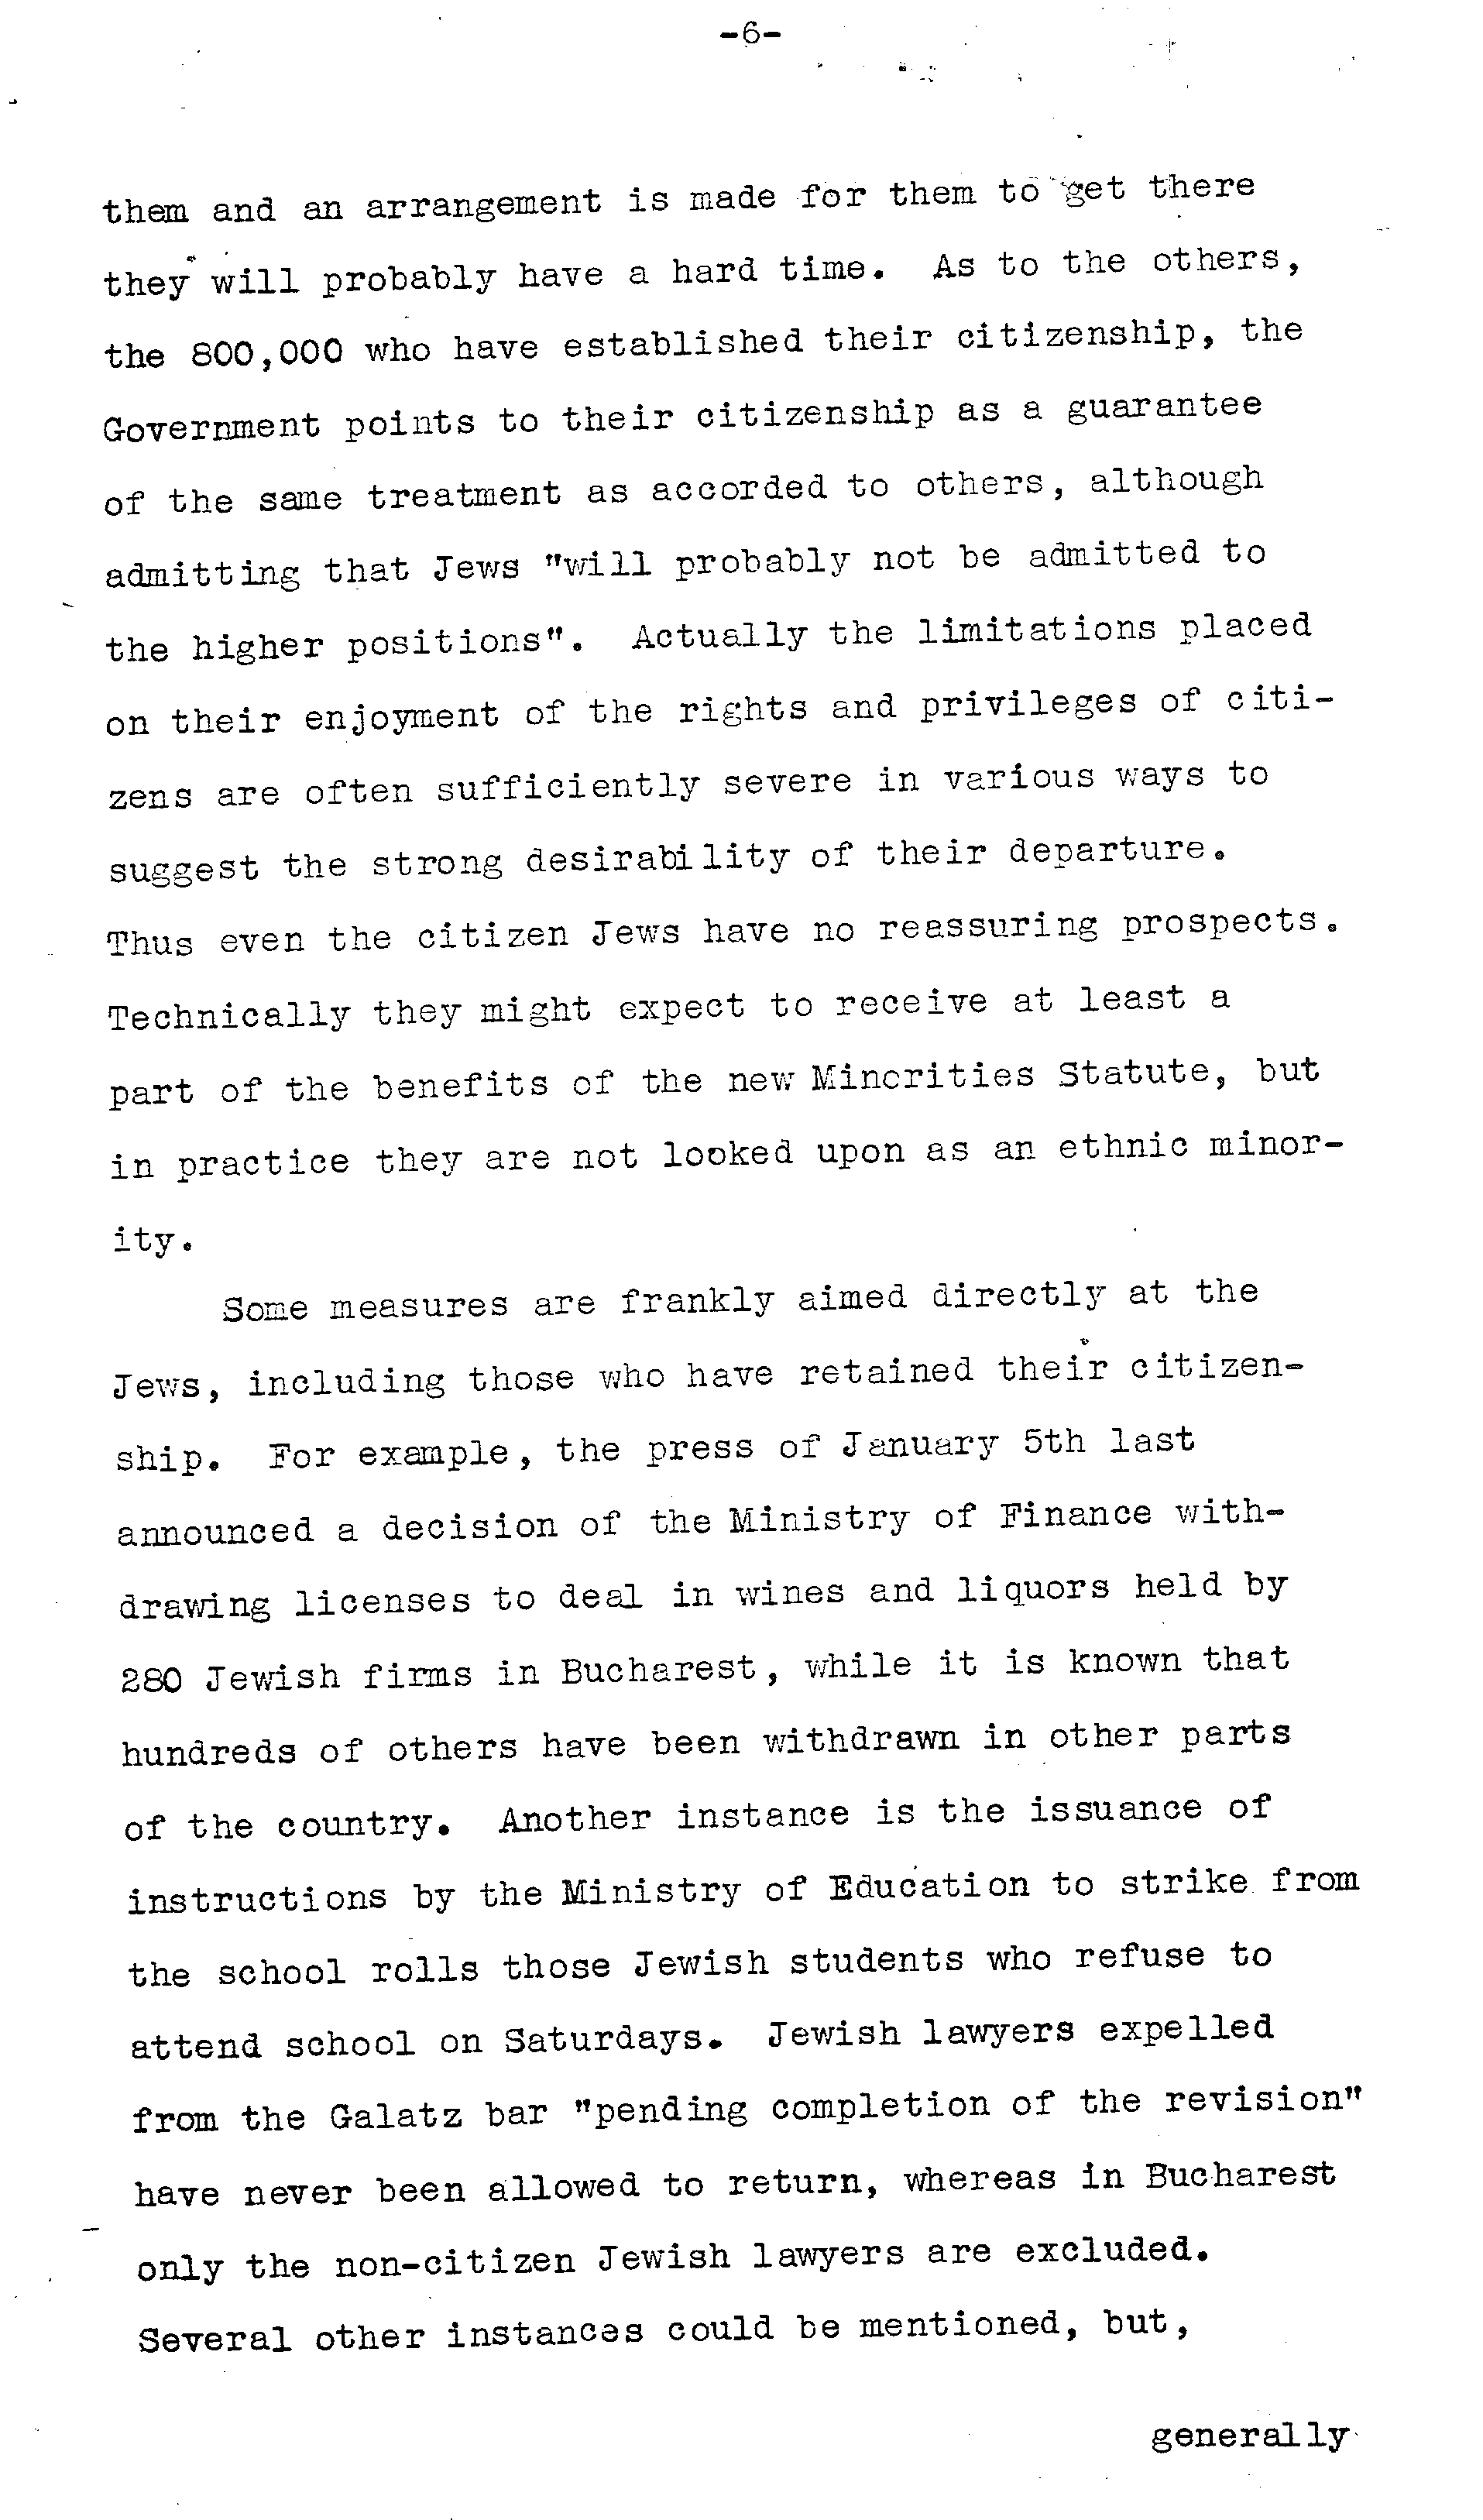 -6-
them and an arrangement is made for them to get there
they will probably have a hard time. As to the others,
the 800,000 who have established their citizenship, the
Government points to their citizenship as a guarantee
of the same treatment as accorded to others, although
admitting that Jews "will probably not be admitted to
the higher positions". Actually the limitations placed
on their enjoyment of the rights and privileges of citi-
zens are often sufficiently severe in various ways to
suggest the strong desirability of their departure.
Thus even the citizen Jews have no reassuring prospects.
Technically they might expect to receive at least a
part of the benefits of the new Minorities Statute, but
in practice they are not looked upon as an ethnic minor-
ity.
Some measures are frankly aimed directly at the
Jews, including those who have retained their citizen-
ship. For example, the press of January 5th last
announced a decision of the Ministry of Finance with-
drawing licenses to deal in wines and liquors held by
280 Jewish firms in Bucharest, while it is known that
hundreds of others have been withdrawn in other parts
of the country. Another instance is the issuance of
instructions by the Ministry of Education to strike from
the school rolls those Jewish students who refuse to
attend school on Saturdays. Jewish lawyers expelled
from the Galatz bar "pending completion of the revision"
have never been allowed to return, whereas in Bucharest
only the non-citizen Jewish lawyers are excluded.
Several other instances could be mentioned, but,
generally